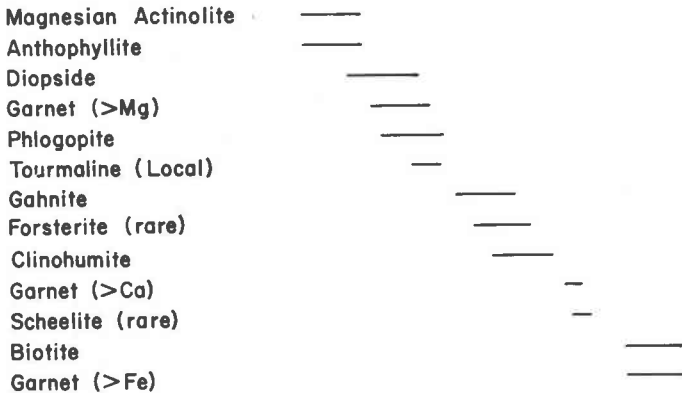 Magnesian Actinolite
Anthophyllite
Diopside
Garnet (>Mg)
Phlogopite
Tourmaline (Local)
Gahnite
Forsterite (rare)
Clinohumite
Garnet (>Ca)
Scheelite (rare)
Biotite
Garnet (>Fe)